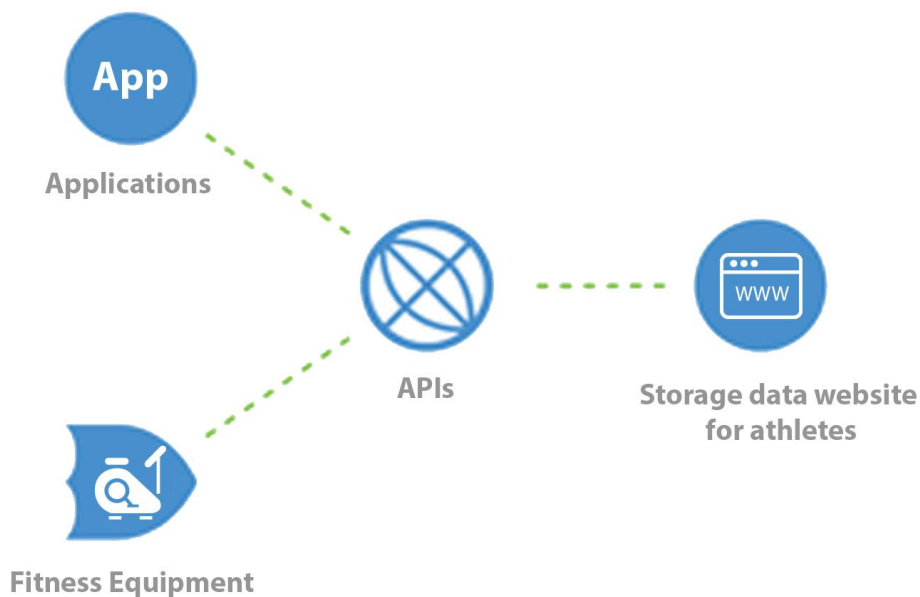 App
Applications
APIs
www
Storage data website
for athletes
Fitness Equipment